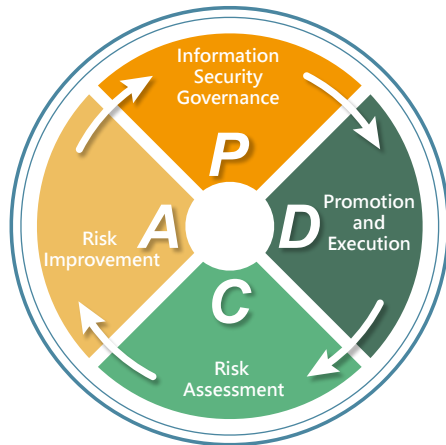 Information
Security
Governance
P
Promotion
and
Execution
D
C
Risk
Assessment
A
Risk
Improvement